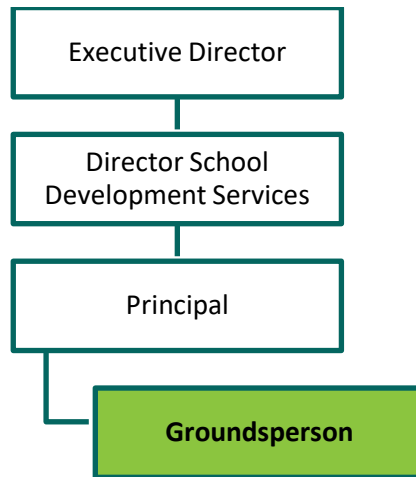 Executive Director
Director School
Development Services
Principal
Groundsperson